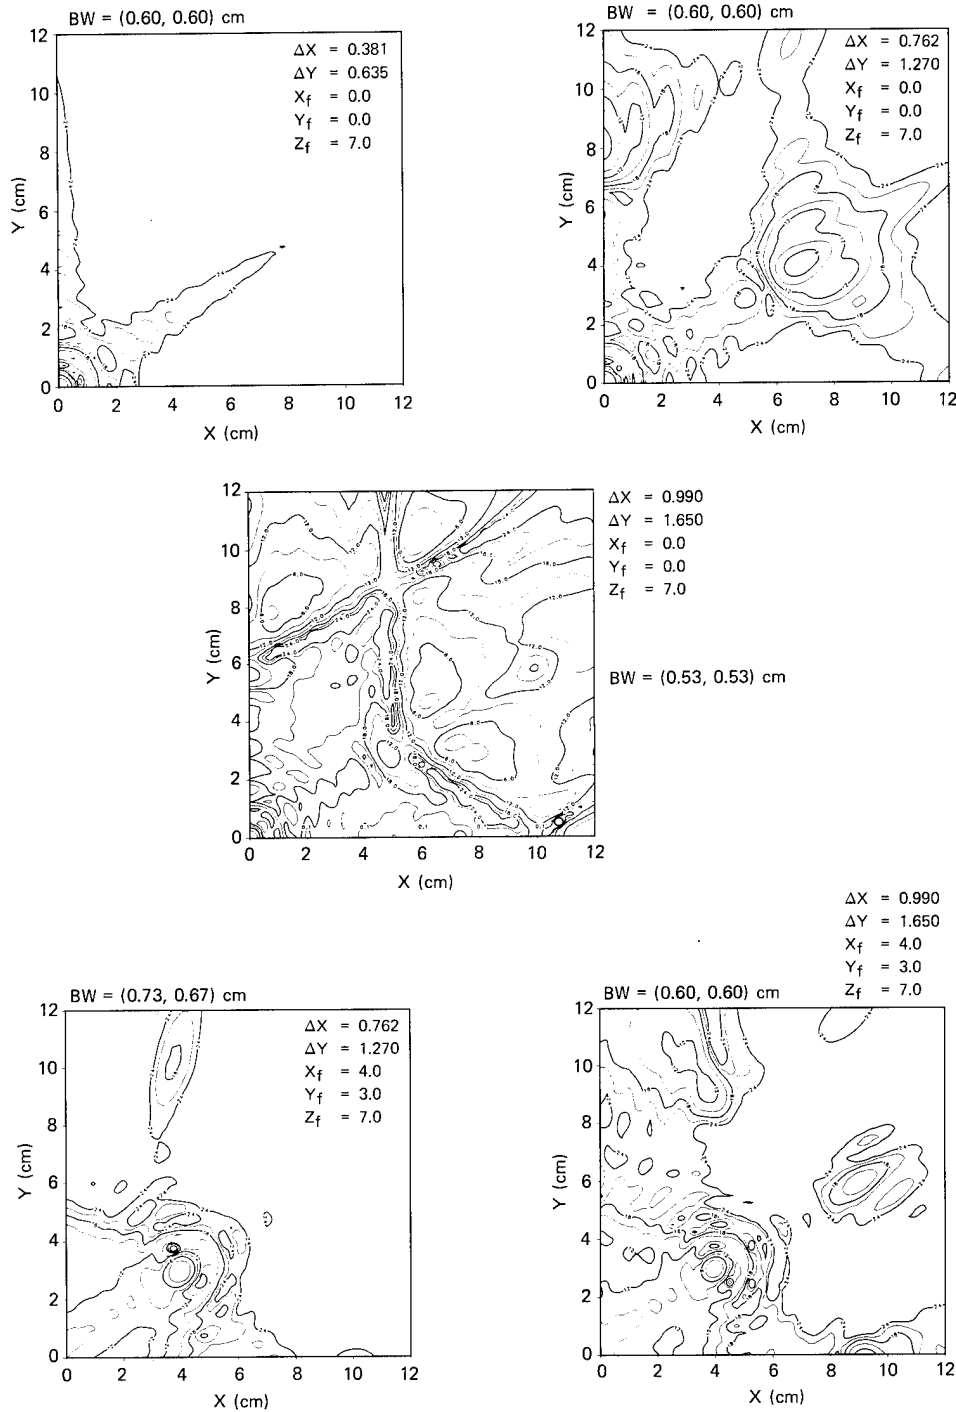 BW = (0.60, 0.60) cm
ΔX = 0.381
ΔY = 0.635
Xf = 0.0
Yf = 0.0
Zf = 7.0
12
10
8
6
4
2
0
Y (cm)
0 2 4 6 8 10 12
X (cm)
BW = (0.60, 0.60) cm
ΔX = 0.762
ΔY = 1.270
Xf = 0.0
Yf = 0.0
Zf = 7.0
12
10
8
6
4
2
0
Y (cm)
0 2 4 6 8 10 12
X (cm)
ΔX = 0.990
ΔY = 1.650
Xf = 0.0
Yf = 0.0
Zf = 7.0
BW = (0.53, 0.53) cm
12
10
8
6
4
2
0
Y (cm)
0 2 4 6 8 10 12
X (cm)
BW = (0.73, 0.67) cm
ΔX = 0.762
ΔY = 1.270
Xf = 4.0
Yf = 3.0
Zf = 7.0
12
10
8
6
4
2
0
Y (cm)
0 2 4 6 8 10 12
X (cm)
ΔX = 0.990
ΔY = 1.650
Xf = 4.0
Yf = 3.0
Zf = 7.0
BW = (0.60, 0.60) cm
12
10
8
6
4
2
0
Y (cm)
0 2 4 6 8 10 12
X (cm)